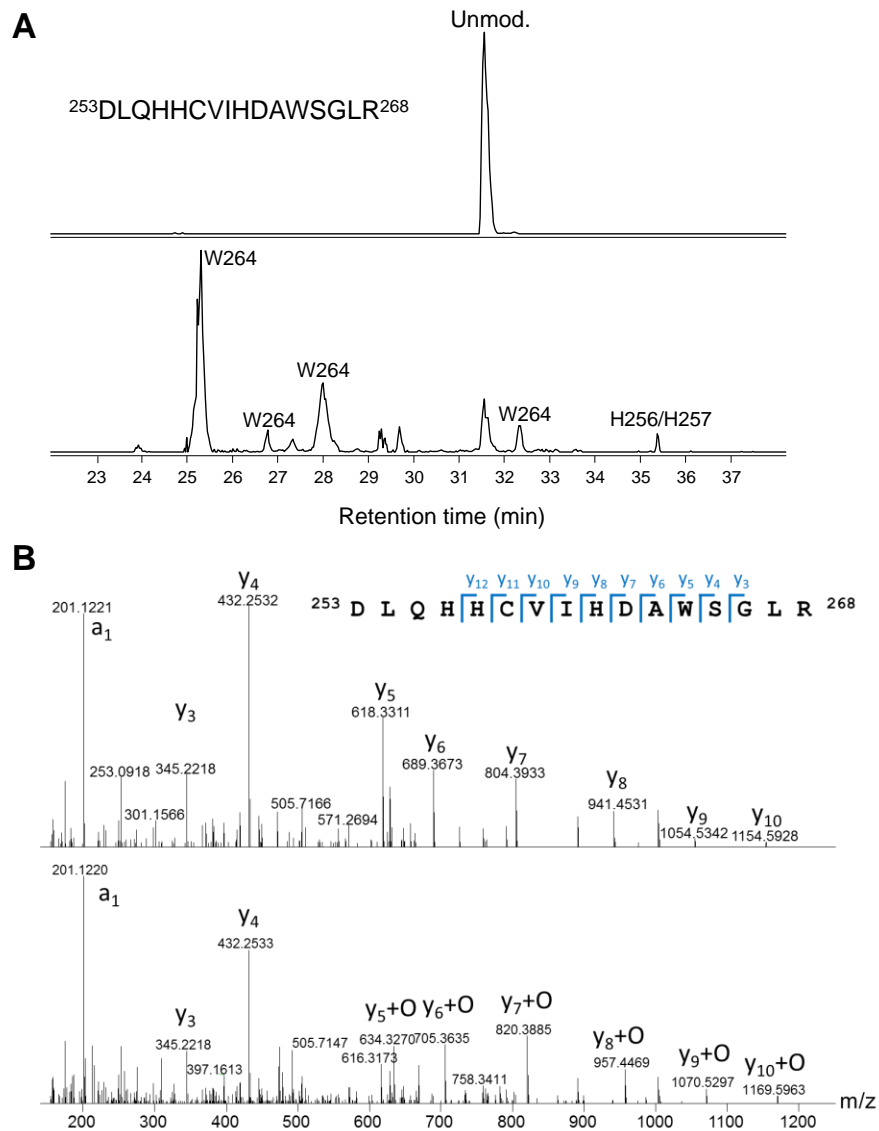 A
Unmod.
²⁵³DLQHHCVIHDAWSGLR²⁶⁸
W264
W264
W264
W264
H256/H257
23 24 25 26 27 28 29 30 31 32 33 34 35 36 37
Retention time (min)
B
y₁₂ y₁₁ y₁₀ y₉ y₈ y₇ y₆ y₅ y₄ y₃
²⁵³ D L Q H H C V I H D A W S G L R ²⁶⁸
201.1221
a₁
y₄
432.2532
y₃
345.2218
253.0918
301.1566
505.7166
571.2694
y₅
618.3311
y₆
689.3673
y₇
804.3933
y₈
941.4531
y₉
1054.5342
y₁₀
1154.5928
201.1220
a₁
y₄
432.2533
y₃
345.2218
397.1613
505.7147
y₅+O
634.3270
616.3173
y₆+O
705.3635
758.3411
y₇+O
820.3885
y₈+O
957.4469
y₉+O
1070.5297
y₁₀+O
1169.5963
200 300 400 500 600 700 800 900 1000 1100 1200 m/z